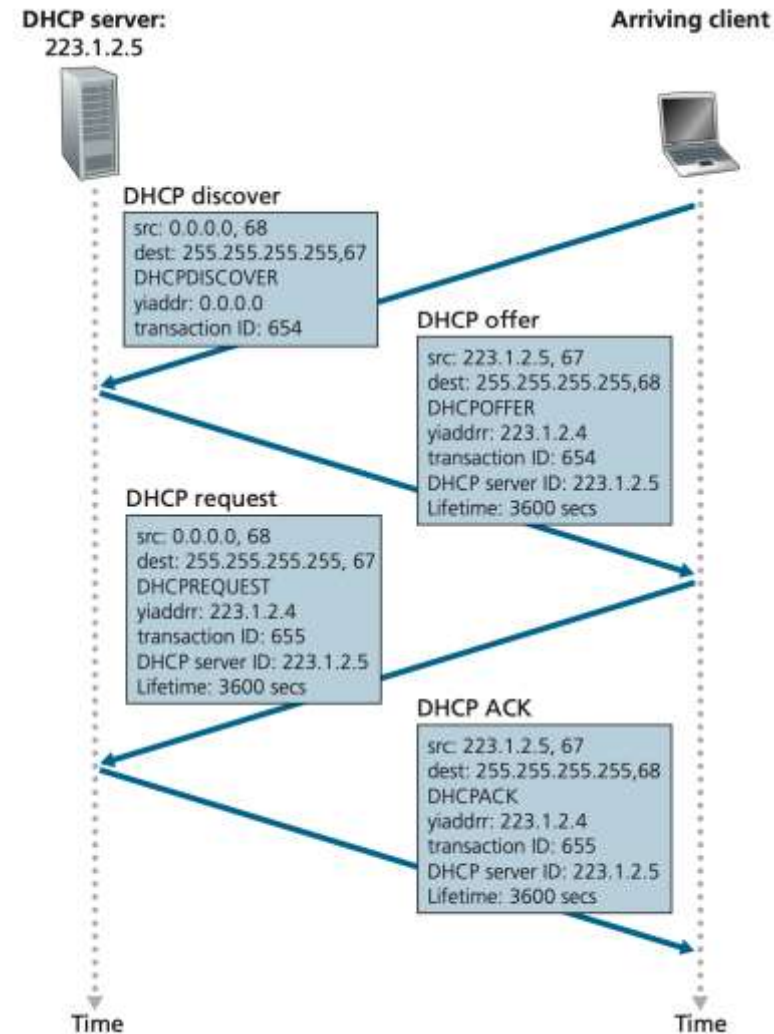 DHCP server:
223.1.2.5
Arriving client
DHCP discover
src: 0.0.0.0, 68
dest: 255.255.255.255,67
DHCPDISCOVER
yiaddr: 0.0.0.0
transaction ID: 654
DHCP offer
src: 223.1.2.5, 67
dest: 255.255.255.255,68
DHCPOFFER
yiaddrr: 223.1.2.4
transaction ID: 654
DHCP server ID: 223.1.2.5
Lifetime: 3600 secs
DHCP request
src: 0.0.0.0, 68
dest: 255.255.255.255, 67
DHCPREQUEST
yiaddrr: 223.1.2.4
transaction ID: 655
DHCP server ID: 223.1.2.5
Lifetime: 3600 secs
DHCP ACK
src: 223.1.2.5, 67
dest: 255.255.255.255,68
DHCPACK
yiaddrr: 223.1.2.4
transaction ID: 655
DHCP server ID: 223.1.2.5
Lifetime: 3600 secs
Time
Time